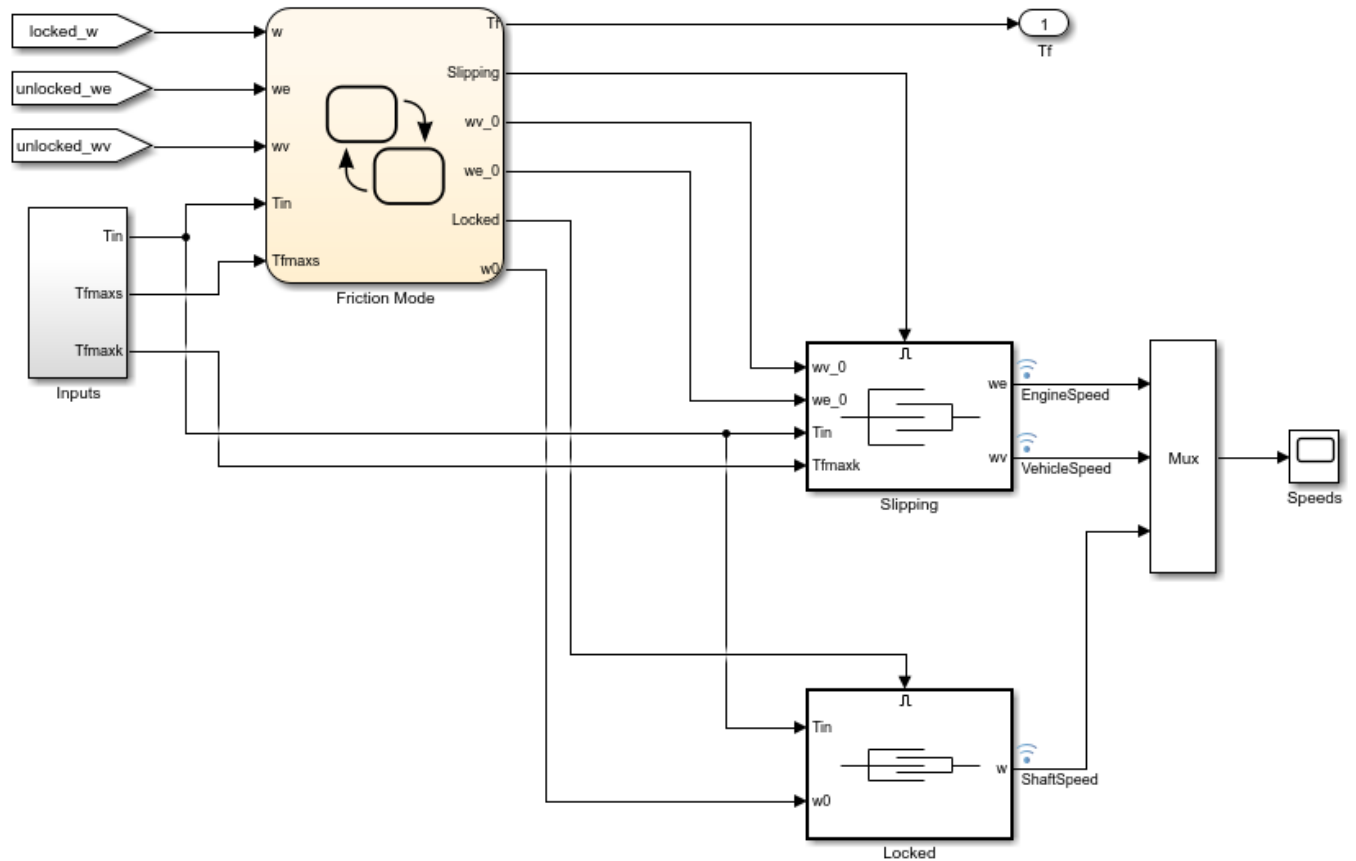 locked_w
unlocked_we
unlocked_wv
w
we
wv
Tin
Tfmaxs
Tf
Slipping
wv_0
we_0
Locked
w0
Friction Mode
1
Tf
Tin
Tfmaxs
Tfmaxk
Inputs
wv_0
we_0
Tin
Tfmaxk
we
wv
Slipping
EngineSpeed
VehicleSpeed
Mux
Speeds
Tin
w0
w
Locked
ShaftSpeed